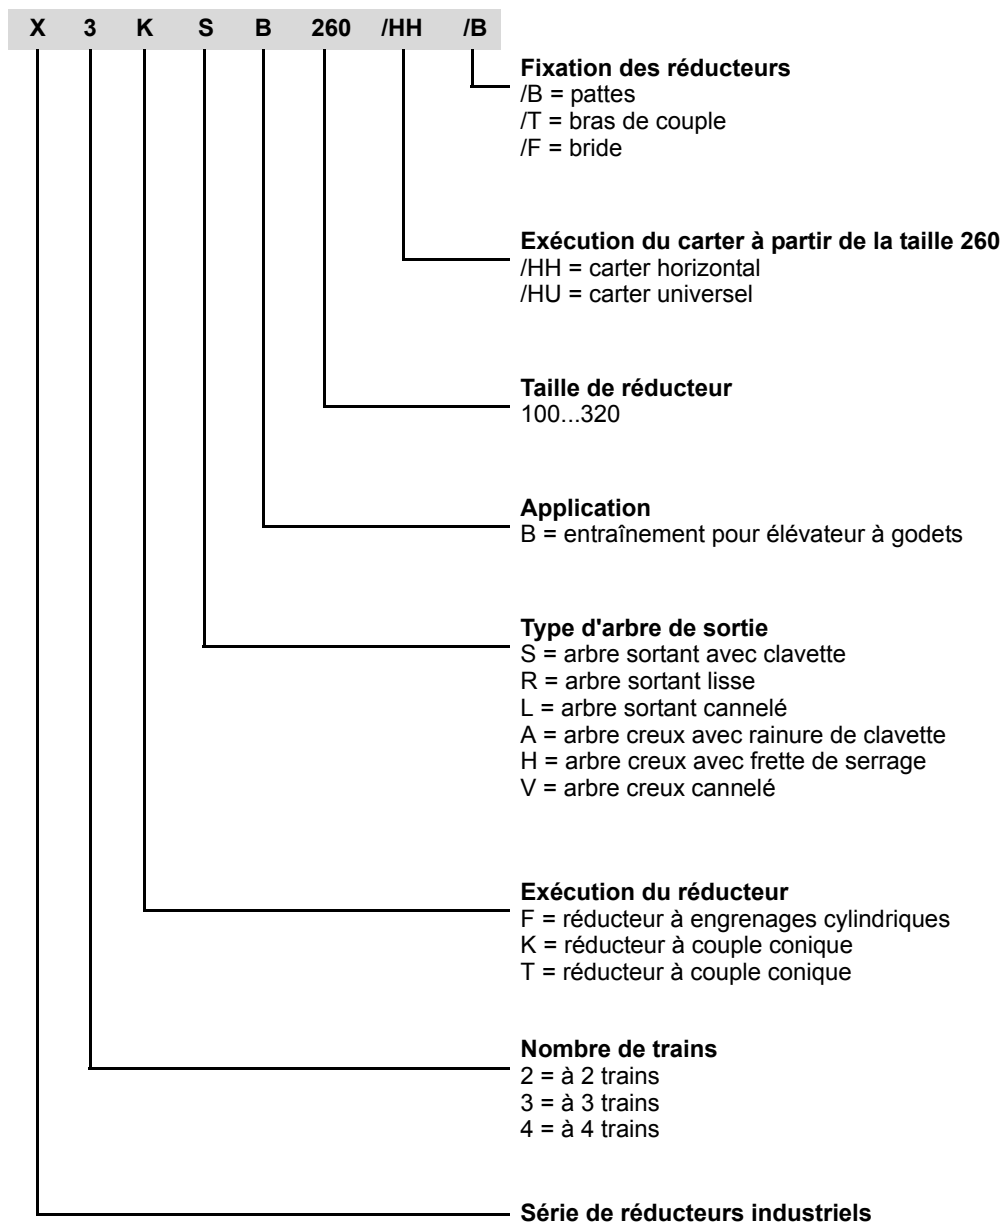 X 3 K S B 260 /HH /B
Fixation des réducteurs
/B = pattes
/T = bras de couple
/F = bride
Exécution du carter à partir de la taille 260
/HH = carter horizontal
/HU = carter universel
Taille de réducteur
100...320
Application
B = entraînement pour élévateur à godets
Type d'arbre de sortie
S = arbre sortant avec clavette
R = arbre sortant lisse
L = arbre sortant cannelé
A = arbre creux avec rainure de clavette
H = arbre creux avec frette de serrage
V = arbre creux cannelé
Exécution du réducteur
F = réducteur à engrenages cylindriques
K = réducteur à couple conique
T = réducteur à couple conique
Nombre de trains
2 = à 2 trains
3 = à 3 trains
4 = à 4 trains
Série de réducteurs industriels